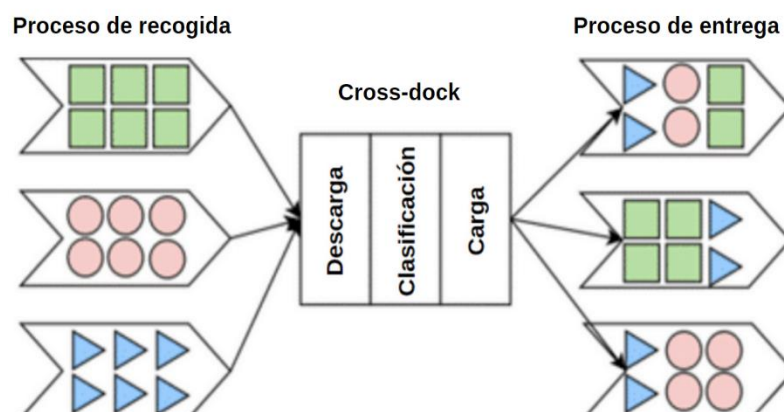 Proceso de recogida
Proceso de entrega
Cross-dock
Descarga
Clasificación
Carga